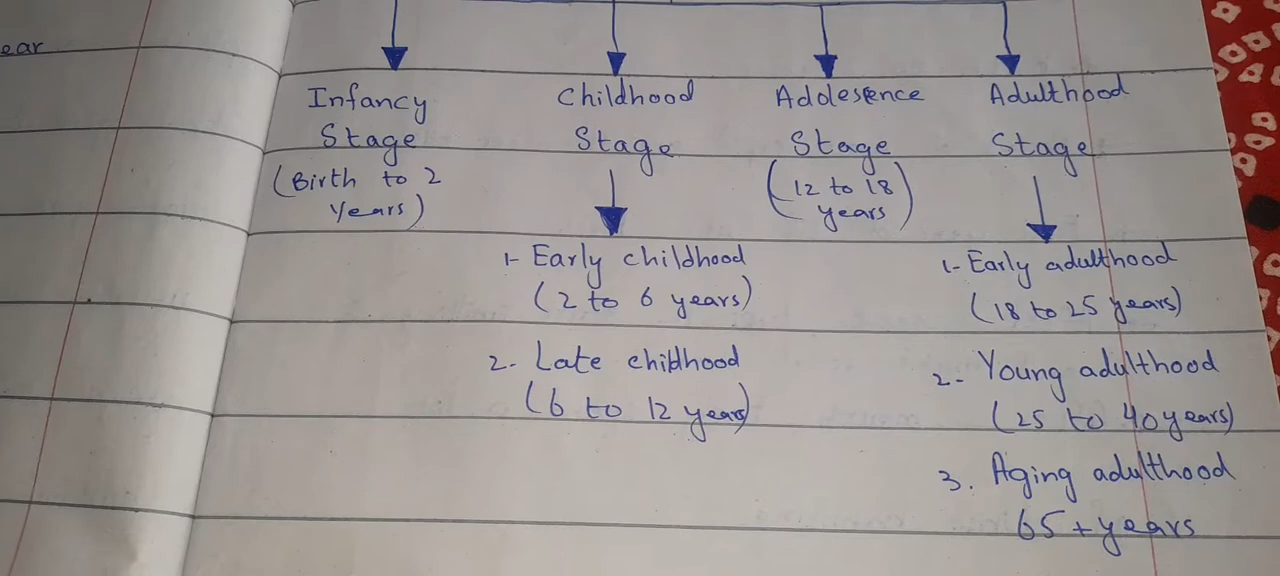 ear
Infancy
Stage
(Birth to 2
years)
Childhood
Stage
1- Early childhood
(2 to 6 years)
2- Late childhood
(6 to 12 years)
Addlesence
Stage
(12 to 18
years)
Adulthood
Stage
1- Early adulthood
(18 to 25 years)
2- Young adulthood
(25 to 40 years)
3. Aging adulthood
65+ years